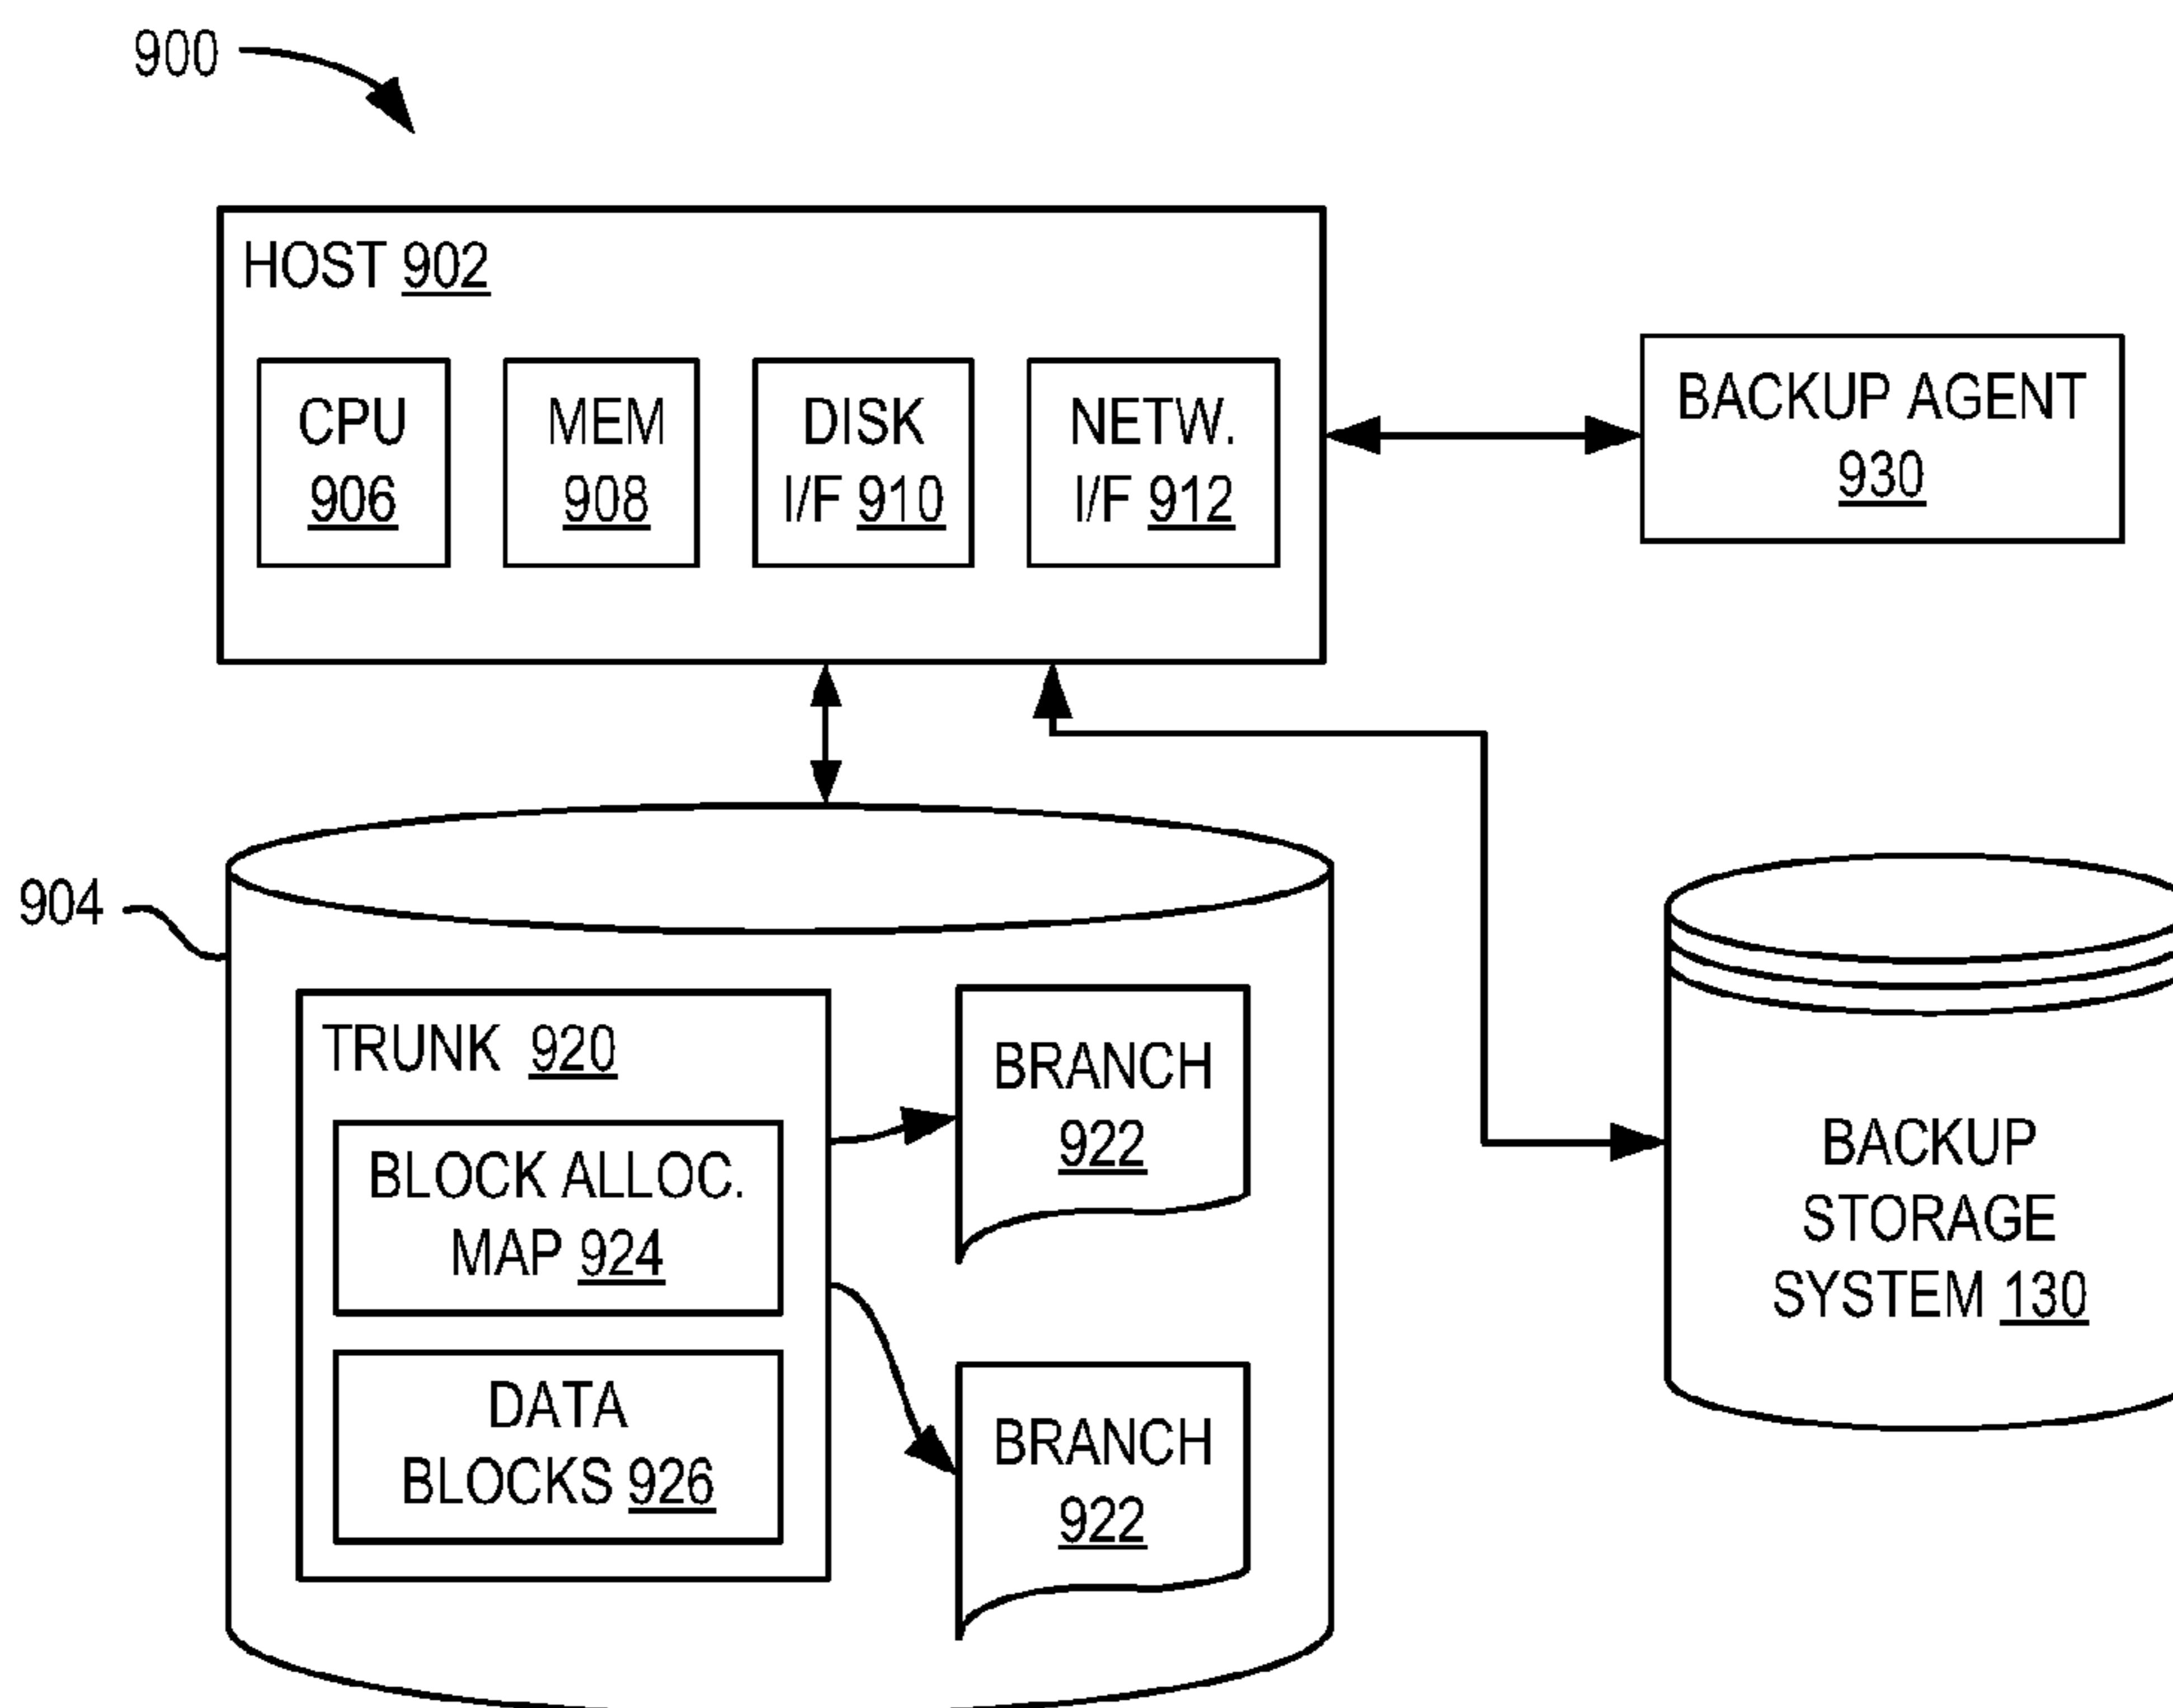 900
HOST 902
CPU
906
MEM
908
DISK
I/F 910
NETW.
I/F 912
BACKUP AGENT
930
904
TRUNK 920
BLOCK ALLOC.
MAP 924
DATA
BLOCKS 926
BRANCH
922
BRANCH
922
BACKUP
STORAGE
SYSTEM 130